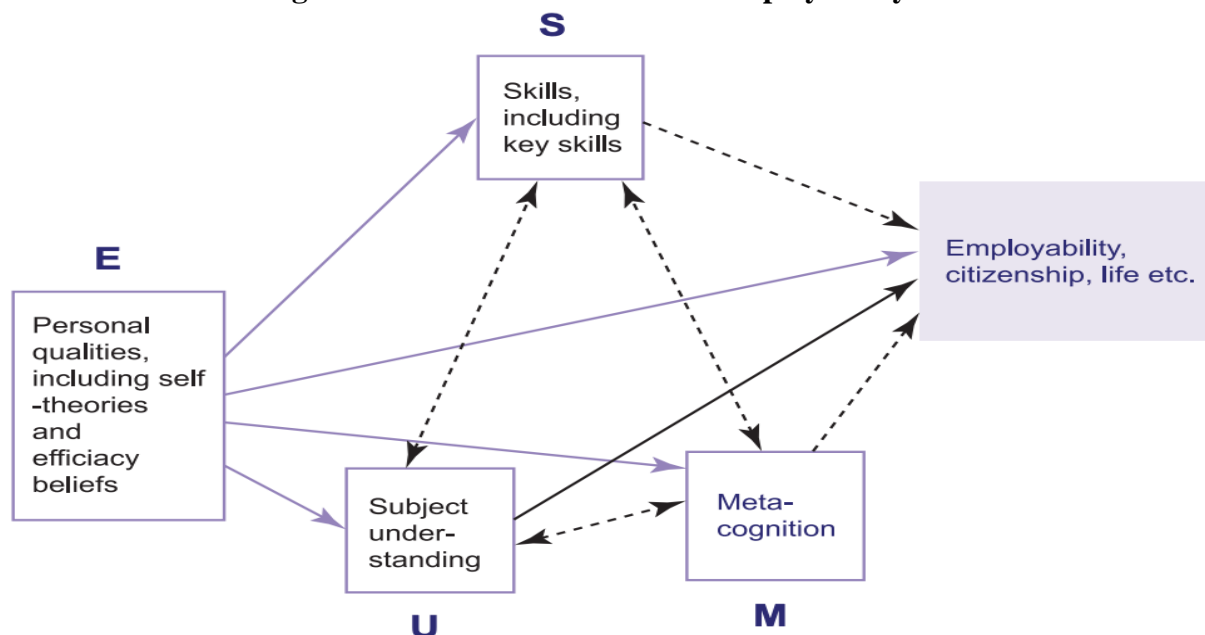 S
Skills,
including
key skills
E
Personal
qualities,
including self
-theories
and
efficiacy
beliefs
Employability,
citizenship, life etc.
Subject
under-
standing
U
Meta-
cognition
M